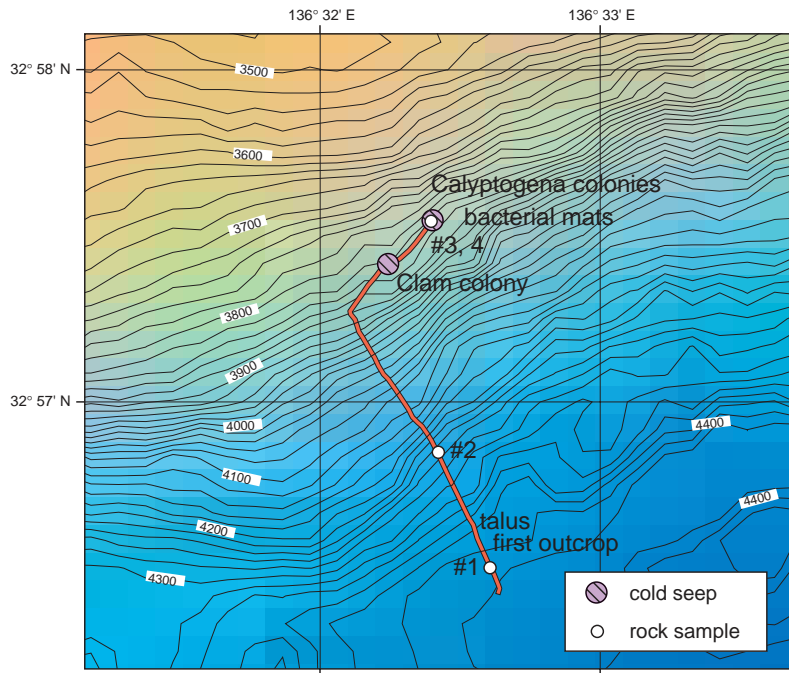 136° 32' E
136° 33' E
32° 58' N
3500
3600
Calyptogena colonies
bacterial mats
3700
#3, 4
Clam colony
3800
3900
32° 57' N
4000
4400
#2
4100
4400
talus
4200
first outcrop
#1
4300
cold seep
rock sample